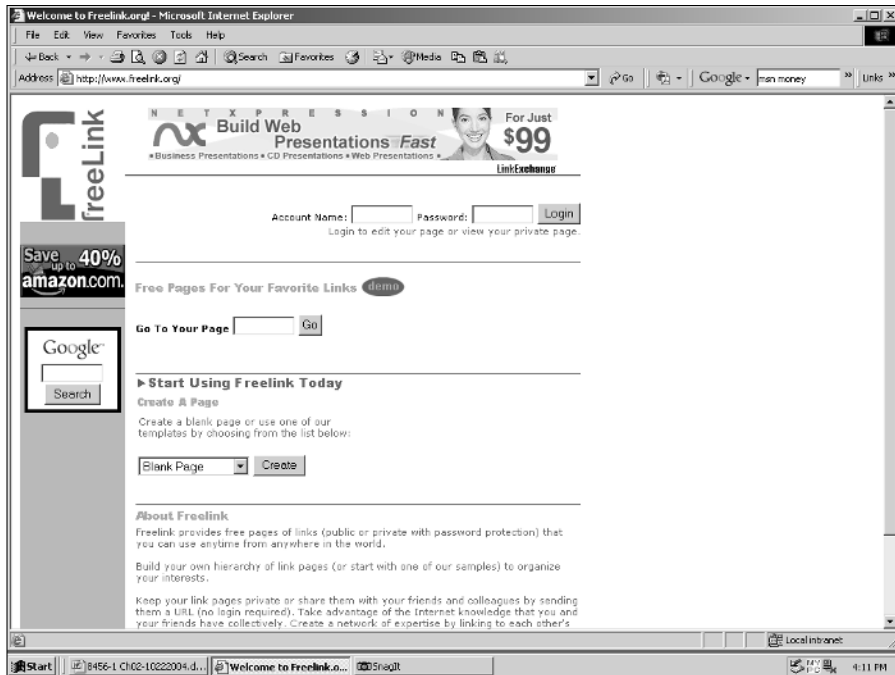 Welcome to Freelink.org! - Microsoft Internet Explorer
File Edit View Favorites Tools Help
Back Search Favorites Media
Address http://www.freelink.org/ Go Google msn money » Links »
freeLink
NETXPRESSION
Build Web
Presentations Fast
Business Presentations • CD Presentations • Web Presentations
For Just
$99
LinkExchange
Account Name: Password: Login
Login to edit your page or view your private page.
Save up to 40%
amazon.com.
Free Pages For Your Favorite Links demo
Go To Your Page Go
Google
Search
Start Using Freelink Today
Create A Page
Create a blank page or use one of our
templates by choosing from the list below:
Blank Page Create
About Freelink
Freelink provides free pages of links (public or private with password protection) that
you can use anytime from anywhere in the world.
Build your own hierarchy of link pages (or start with one of our samples) to organize
your interests.
Keep your link pages private or share them with your friends and colleagues by sending
them a URL (no login required). Take advantage of the Internet knowledge that you and
your friends have collectively. Create a network of expertise by linking to each other's
Local intranet
Start 8456-1 Ch02-10222004.d... Welcome to Freelink.o... SnagIt MY PC 4:11 PM